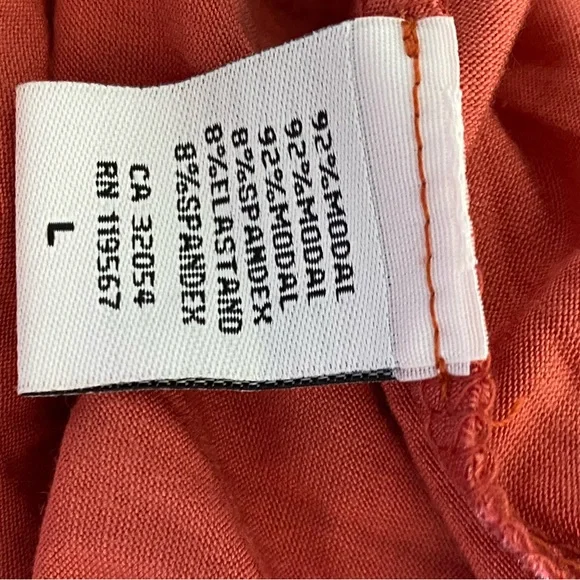 92%MODAL
92%MODAL
92%MODAL
8%SPANDEX
8%ELASTANO
8%SPANDEX
CA 32054
RN 119567
L